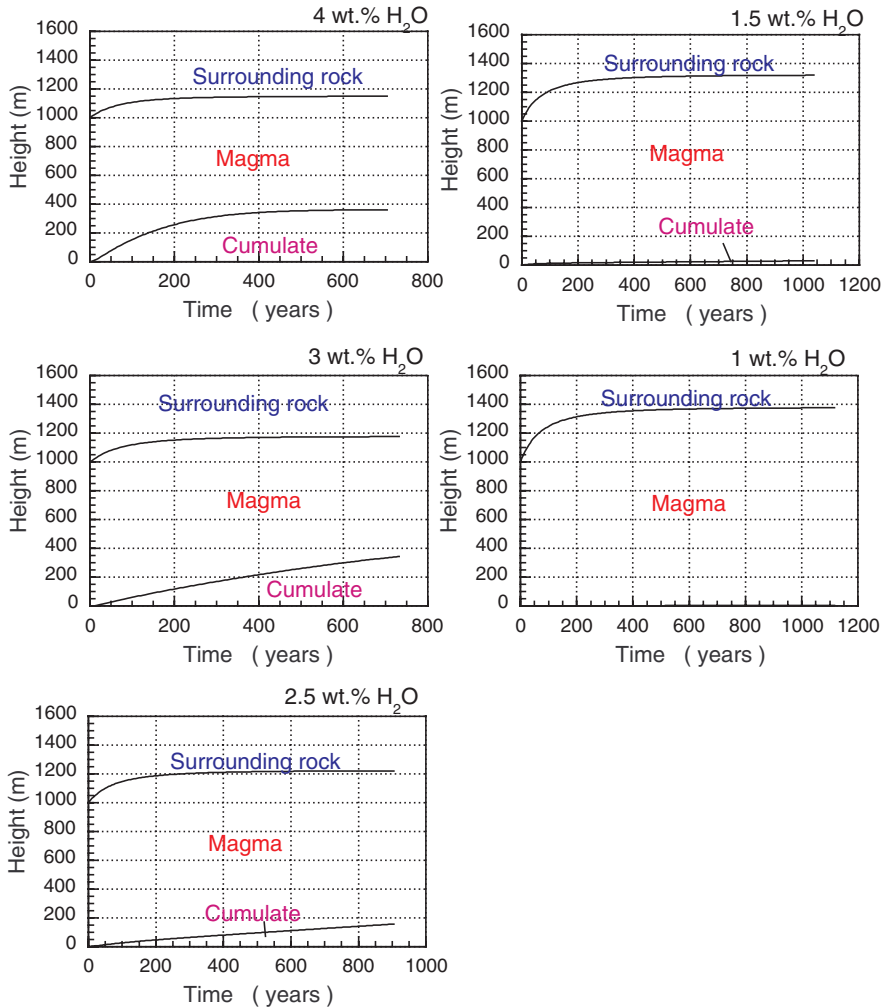 4 wt.% H2O
Height (m)
1600
1400
1200
1000
800
600
400
200
0
Surrounding rock
Magma
Cumulate
0 200 400 600 800
Time ( years )
1.5 wt.% H2O
Height (m)
1600
1400
1200
1000
800
600
400
200
0
Surrounding rock
Magma
Cumulate
0 200 400 600 800 1000 1200
Time ( years )
3 wt.% H2O
Height (m)
1600
1400
1200
1000
800
600
400
200
0
Surrounding rock
Magma
Cumulate
0 200 400 600 800
Time ( years )
1 wt.% H2O
Height (m)
1600
1400
1200
1000
800
600
400
200
0
Surrounding rock
Magma
0 200 400 600 800 1000 1200
Time ( years )
2.5 wt.% H2O
Height (m)
1600
1400
1200
1000
800
600
400
200
0
Surrounding rock
Magma
Cumulate
0 200 400 600 800 1000
Time ( years )